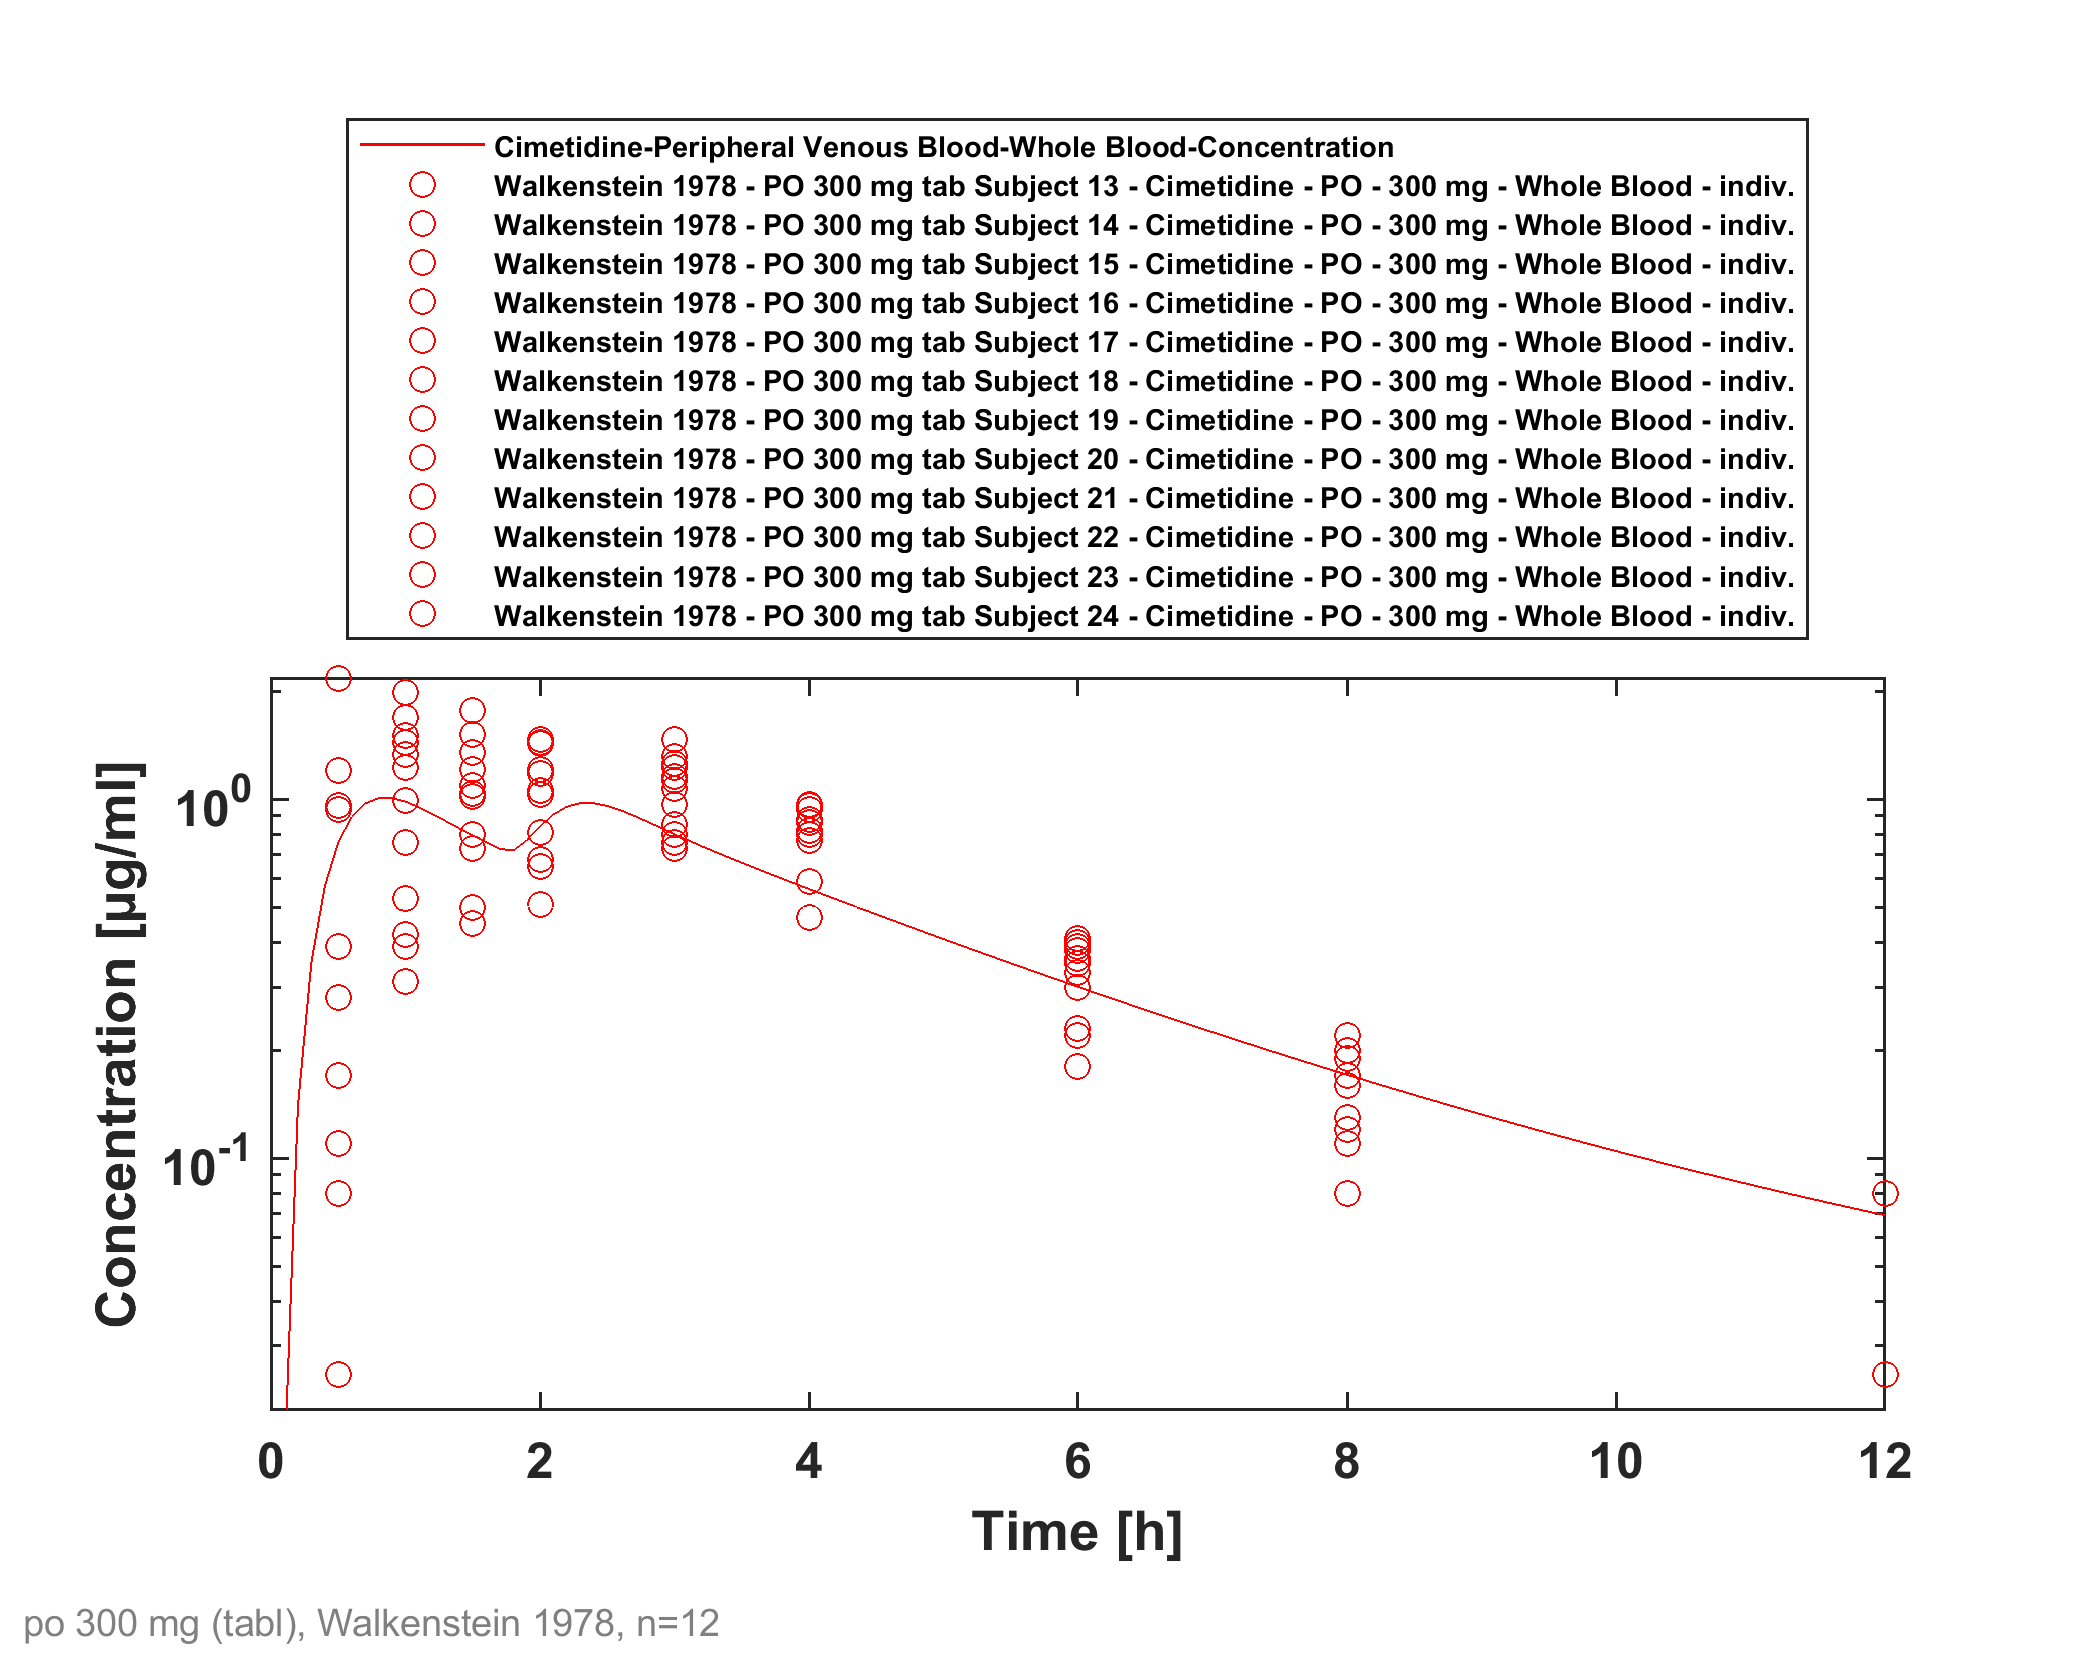 Cimetidine-Peripheral Venous Blood-Whole Blood-Concentration
Walkenstein 1978 - PO 300 mg tab Subject 13 - Cimetidine - PO - 300 mg - Whole Blood - indiv.
Walkenstein 1978 - PO 300 mg tab Subject 14 - Cimetidine - PO - 300 mg - Whole Blood - indiv.
Walkenstein 1978 - PO 300 mg tab Subject 15 - Cimetidine - PO - 300 mg - Whole Blood - indiv.
Walkenstein 1978 - PO 300 mg tab Subject 16 - Cimetidine - PO - 300 mg - Whole Blood - indiv.
Walkenstein 1978 - PO 300 mg tab Subject 17 - Cimetidine - PO - 300 mg - Whole Blood - indiv.
Walkenstein 1978 - PO 300 mg tab Subject 18 - Cimetidine - PO - 300 mg - Whole Blood - indiv.
Walkenstein 1978 - PO 300 mg tab Subject 19 - Cimetidine - PO - 300 mg - Whole Blood - indiv.
Walkenstein 1978 - PO 300 mg tab Subject 20 - Cimetidine - PO - 300 mg - Whole Blood - indiv.
Walkenstein 1978 - PO 300 mg tab Subject 21 - Cimetidine - PO - 300 mg - Whole Blood - indiv.
Walkenstein 1978 - PO 300 mg tab Subject 22 - Cimetidine - PO - 300 mg - Whole Blood - indiv.
Walkenstein 1978 - PO 300 mg tab Subject 23 - Cimetidine - PO - 300 mg - Whole Blood - indiv.
Walkenstein 1978 - PO 300 mg tab Subject 24 - Cimetidine - PO - 300 mg - Whole Blood - indiv.
Concentration [µg/ml]
10^0
10^-1
0 2 4 6 8 10 12
Time [h]
po 300 mg (tabl), Walkenstein 1978, n=12